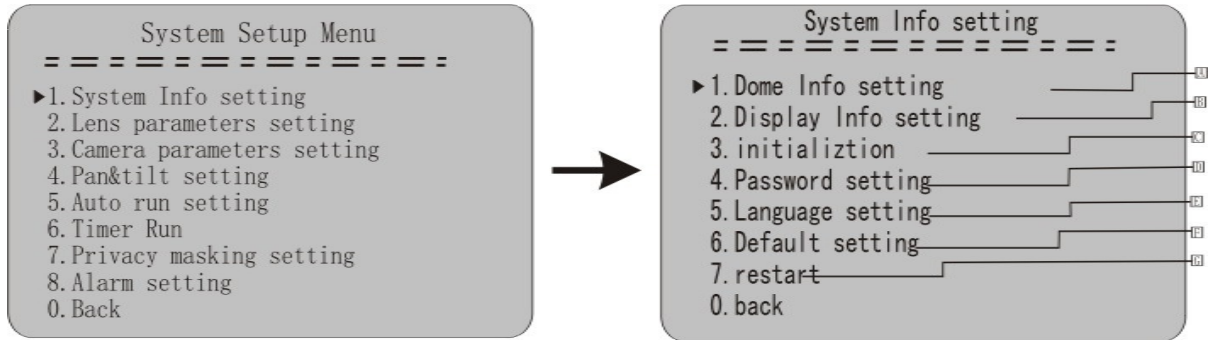 System Setup Menu
▶1.System Info setting
2.Lens parameters setting
3.Camera parameters setting
4.Pan&tilt setting
5.Auto run setting
6.Timer Run
7.Privacy masking setting
8.Alarm setting
0.Back
System Info setting
▶1.Dome Info setting
2.Display Info setting
3.initializtion
4.Password setting
5.Language setting
6.Default setting
7.restart
0.back
A
B
C
D
E
F
G